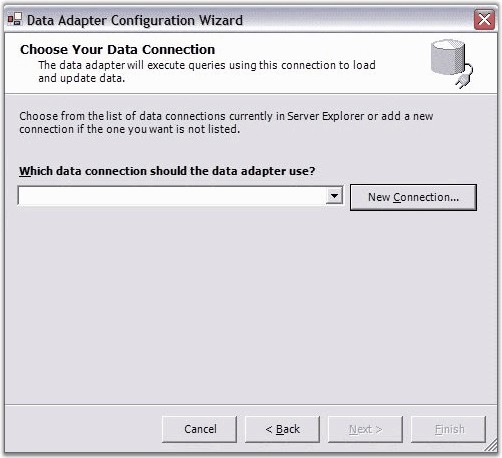 Data Adapter Configuration Wizard
Choose Your Data Connection
The data adapter will execute queries using this connection to load
and update data.
Choose from the list of data connections currently in Server Explorer or add a new
connection if the one you want is not listed.
Which data connection should the data adapter use?
New Connection...
Cancel
< Back
Next >
Finish